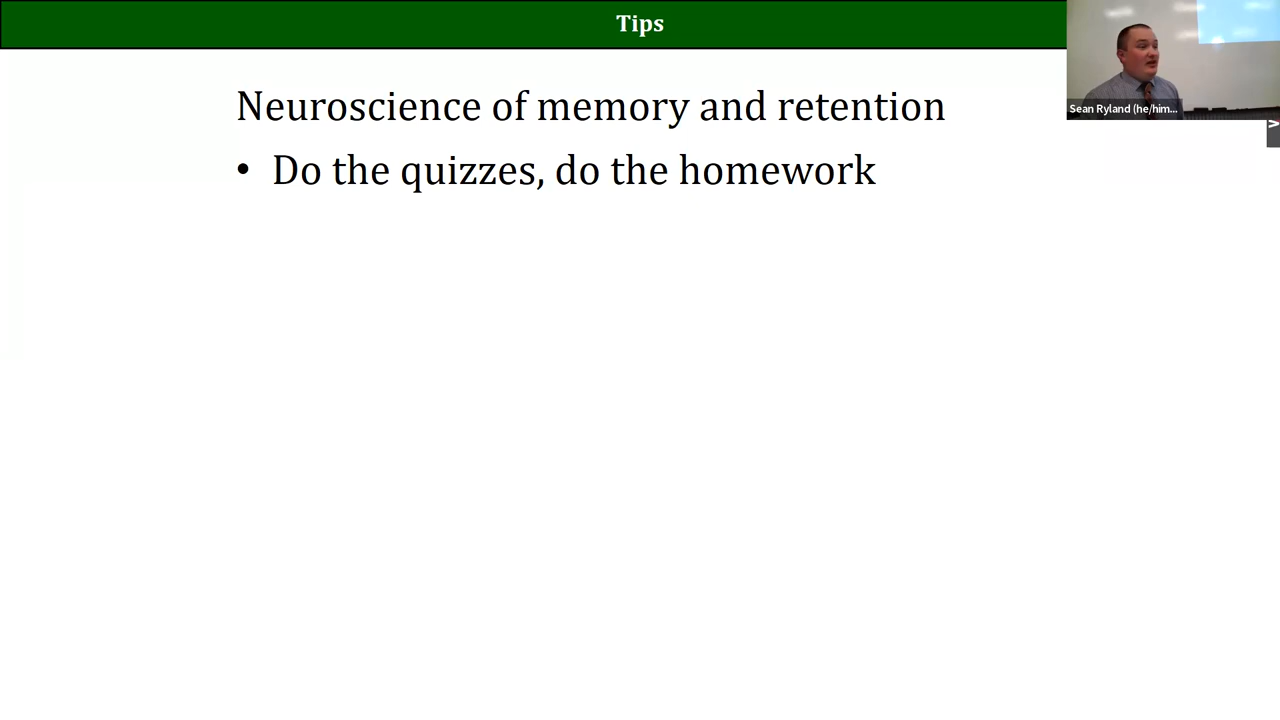 Tips
Neuroscience of memory and retention
• Do the quizzes, do the homework
Sean Ryland (he/him...